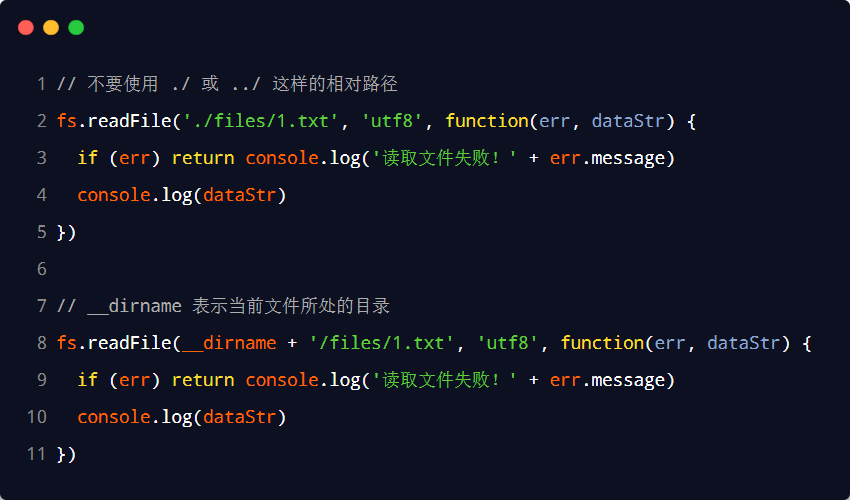 1 // 不要使用 ./ 或 ../ 这样的相对路径
2 fs.readFile('./files/1.txt', 'utf8', function(err, dataStr) {
3   if (err) return console.log('读取文件失败！' + err.message)
4   console.log(dataStr)
5 })
6
7 // __dirname 表示当前文件所处的目录
8 fs.readFile(__dirname + '/files/1.txt', 'utf8', function(err, dataStr) {
9   if (err) return console.log('读取文件失败！' + err.message)
10   console.log(dataStr)
11 })